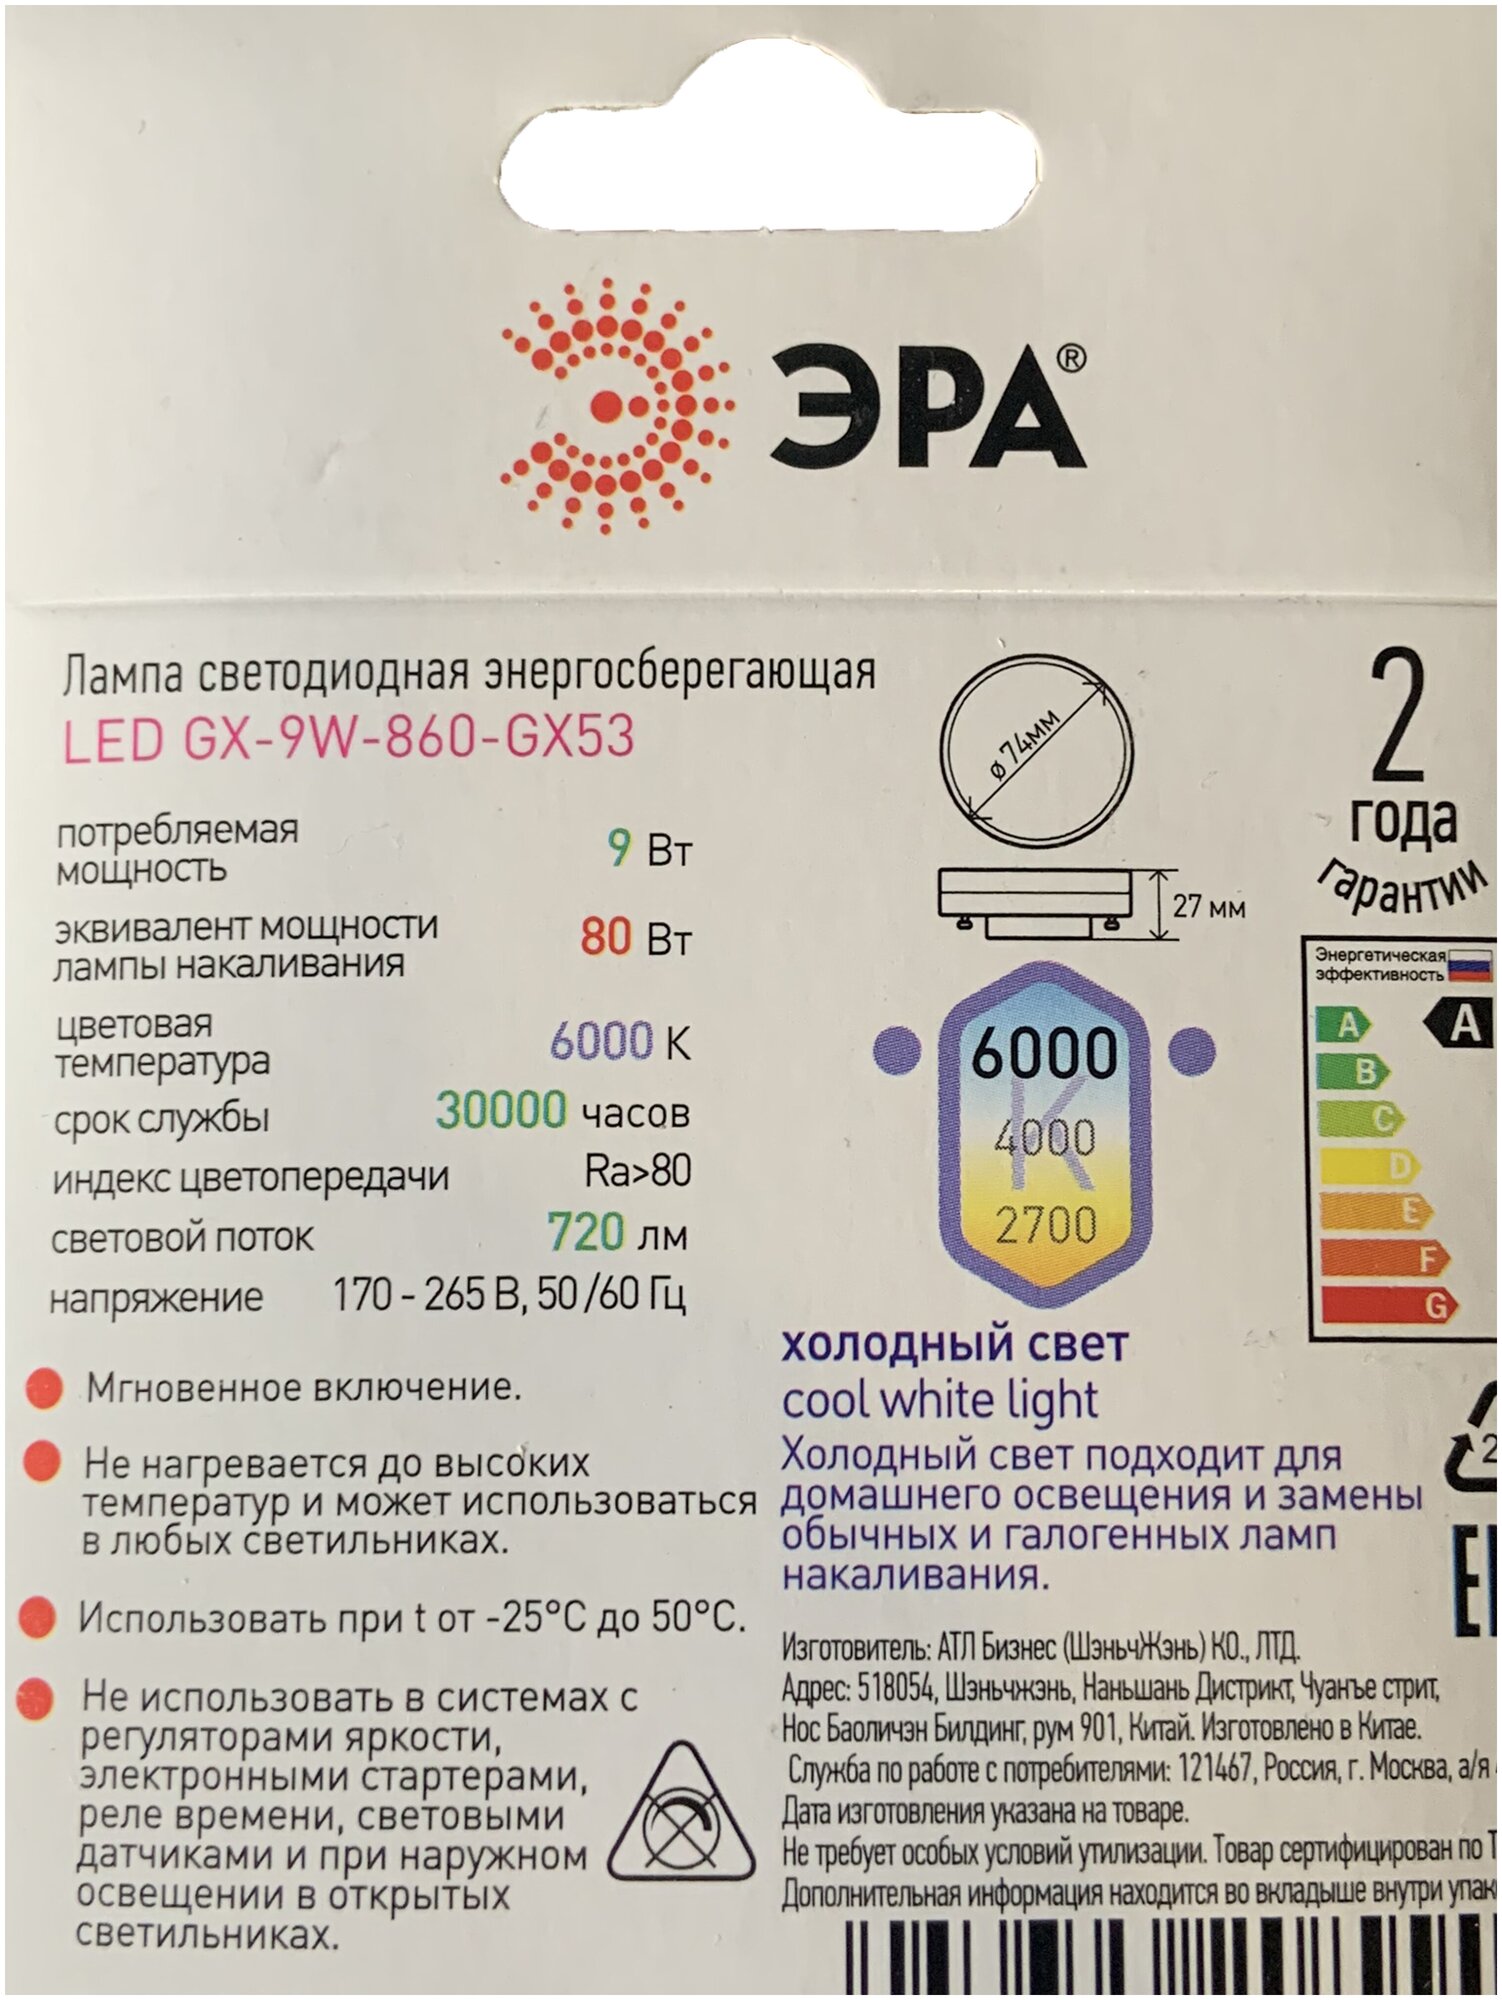 ЭРА®
Лампа светодиодная энергосберегающая
LED GX-9W-860-GX53
потребляемая
мощность 9 Вт
эквивалент мощности
лампы накаливания 80 Вт
цветовая
температура 6000 К
срок службы 30000 часов
индекс цветопередачи Ra>80
световой поток 720 лм
напряжение 170 - 265 В, 50/60 Гц
Мгновенное включение.
Не нагревается до высоких
температур и может использоваться
в любых светильниках.
Использовать при t от -25°C до 50°C.
Не использовать в системах с
регуляторами яркости,
электронными стартерами,
реле времени, световыми
датчиками и при наружном
освещении в открытых
светильниках.
ø 74мм
27 мм
2
года
гарантии
Энергетическая
эффективность
A A
B
C
D
E
F
G
6000
K
4000
2700
холодный свет
cool white light
Холодный свет подходит для
домашнего освещения и замены
обычных и галогенных ламп
накаливания.
Изготовитель: АТЛ Бизнес (ШэньчЖэнь) КО., ЛТД.
Адрес: 518054, Шэньчжэнь, Наньшань Дистрикт, Чуанъе стрит,
Нос Баоличэн Билдинг, рум 901, Китай. Изготовлено в Китае.
Служба по работе с потребителями: 121467, Россия, г. Москва, а/я
Дата изготовления указана на товаре.
Не требует особых условий утилизации. Товар сертифицирован по
Дополнительная информация находится во вкладыше внутри